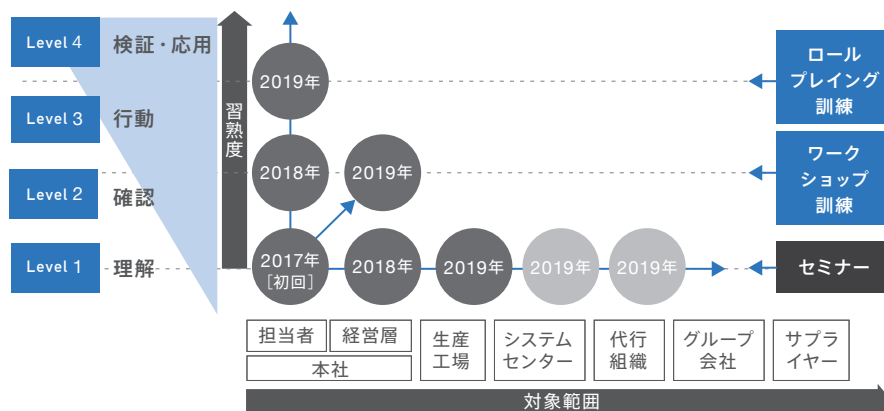 Level 4
検証・応用
Level 3
行動
Level 2
確認
Level 1
理解
習熟度
2019年
2018年
2019年
2017年
[初回]
2018年
2019年
2019年
2019年
ロール
プレイング
訓練
ワーク
ショップ
訓練
セミナー
担当者
経営層
本社
生産
工場
システム
センター
代行
組織
グループ
会社
サプラ
イヤー
対象範囲